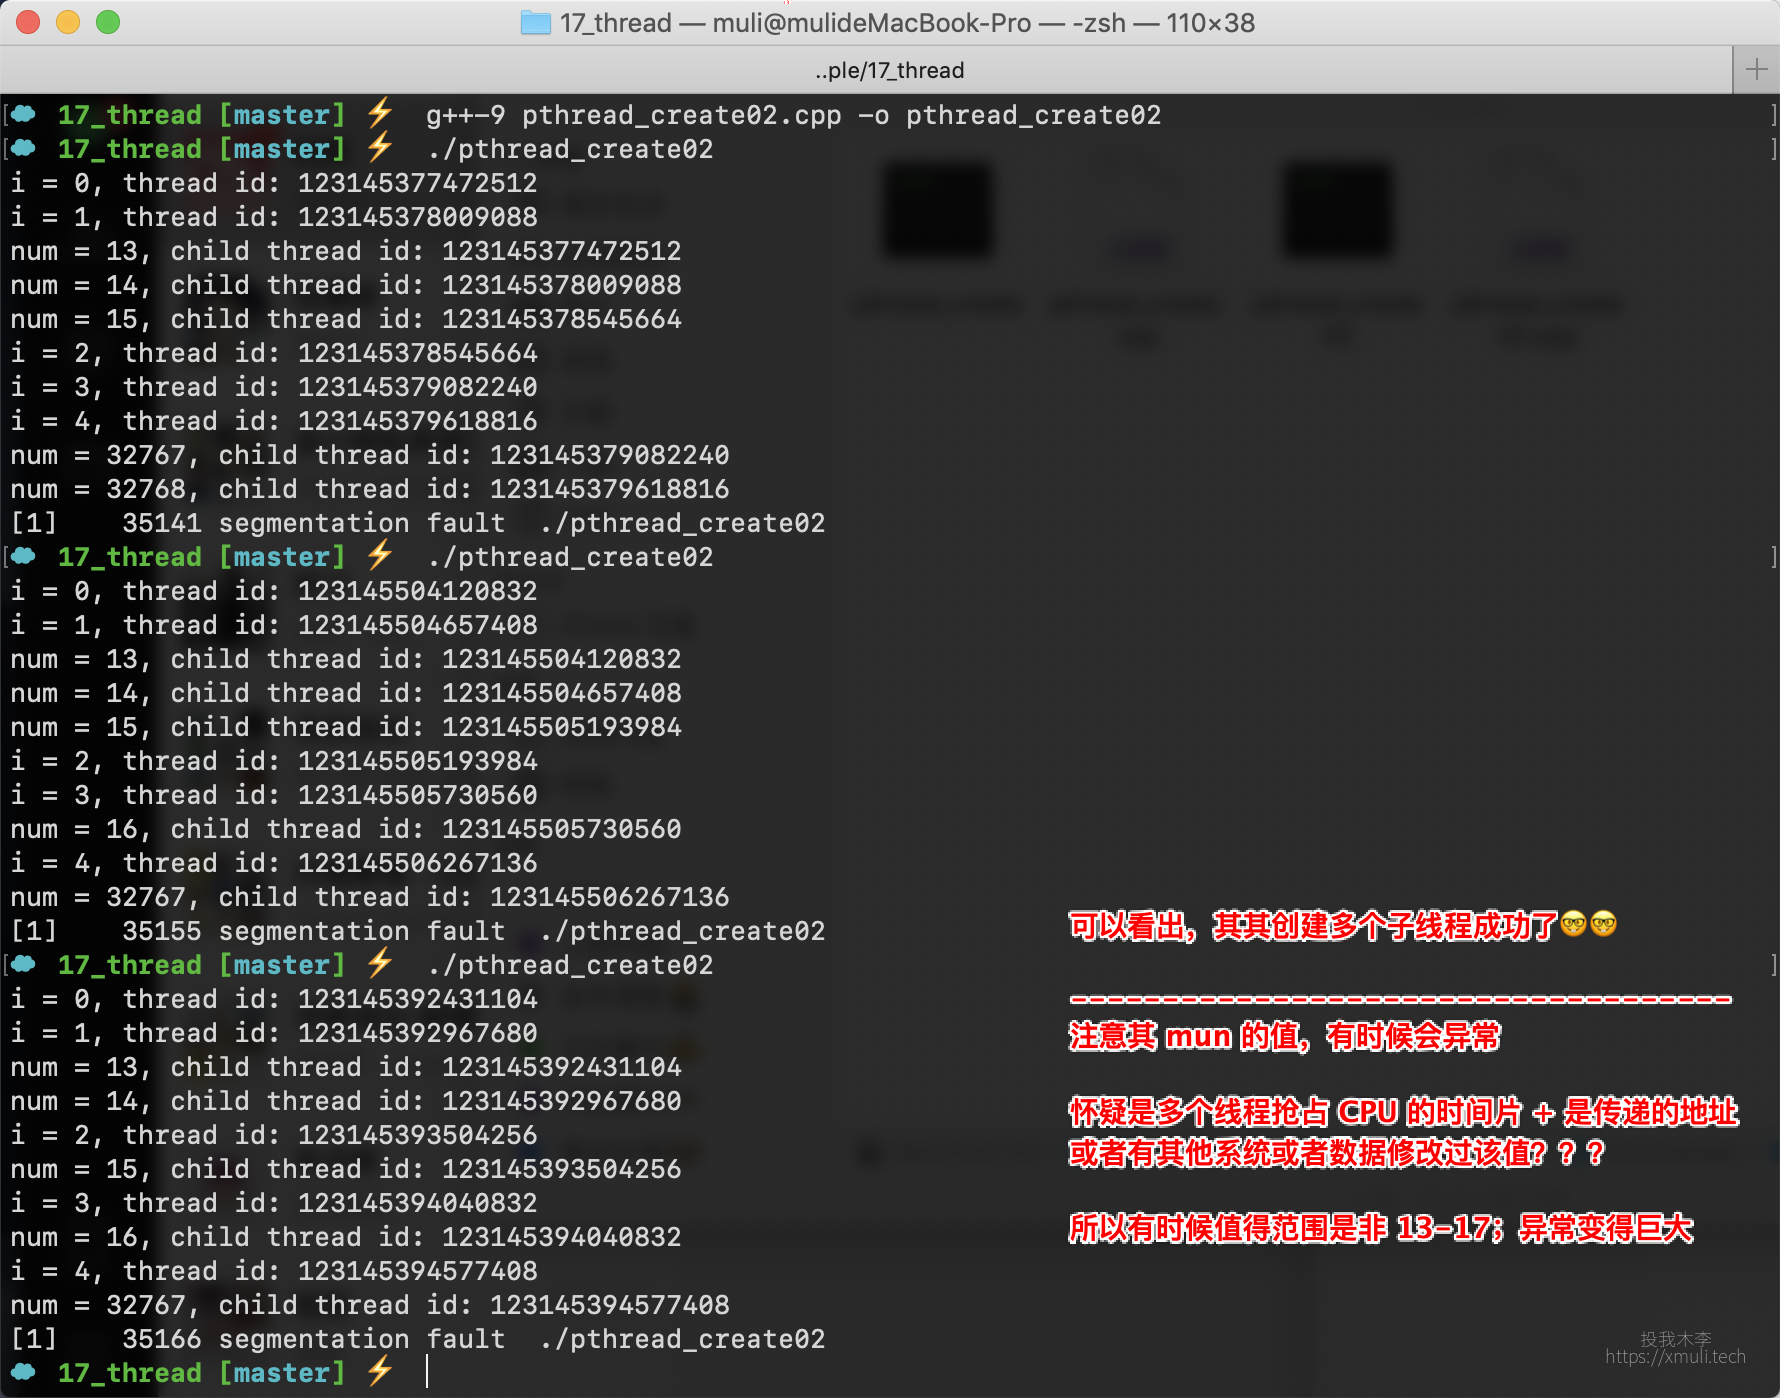 17_thread — muli@mulideMacBook-Pro — -zsh — 110×38
..ple/17_thread
17_thread [master] ⚡ g++-9 pthread_create02.cpp -o pthread_create02
17_thread [master] ⚡ ./pthread_create02
i = 0, thread id: 123145377472512
i = 1, thread id: 123145378009088
num = 13, child thread id: 123145377472512
num = 14, child thread id: 123145378009088
num = 15, child thread id: 123145378545664
i = 2, thread id: 123145378545664
i = 3, thread id: 123145379082240
i = 4, thread id: 123145379618816
num = 32767, child thread id: 123145379082240
num = 32768, child thread id: 123145379618816
[1]    35141 segmentation fault  ./pthread_create02
17_thread [master] ⚡ ./pthread_create02
i = 0, thread id: 123145504120832
i = 1, thread id: 123145504657408
num = 13, child thread id: 123145504120832
num = 14, child thread id: 123145504657408
num = 15, child thread id: 123145505193984
i = 2, thread id: 123145505193984
i = 3, thread id: 123145505730560
num = 16, child thread id: 123145505730560
i = 4, thread id: 123145506267136
num = 32767, child thread id: 123145506267136
[1]    35155 segmentation fault  ./pthread_create02
17_thread [master] ⚡ ./pthread_create02
i = 0, thread id: 123145392431104
i = 1, thread id: 123145392967680
num = 13, child thread id: 123145392431104
num = 14, child thread id: 123145392967680
i = 2, thread id: 123145393504256
num = 15, child thread id: 123145393504256
i = 3, thread id: 123145394040832
num = 16, child thread id: 123145394040832
i = 4, thread id: 123145394577408
num = 32767, child thread id: 123145394577408
[1]    35166 segmentation fault  ./pthread_create02
17_thread [master] ⚡
可以看出，其其创建多个子线程成功了🤓🤓
------------------------------------
注意其 mun 的值，有时候会异常
怀疑是多个线程抢占 CPU 的时间片 + 是传递的地址
或者有其他系统或者数据修改过该值？？？
所以有时候值得范围是非 13-17；异常变得巨大
投我木李
https://xmuli.tech